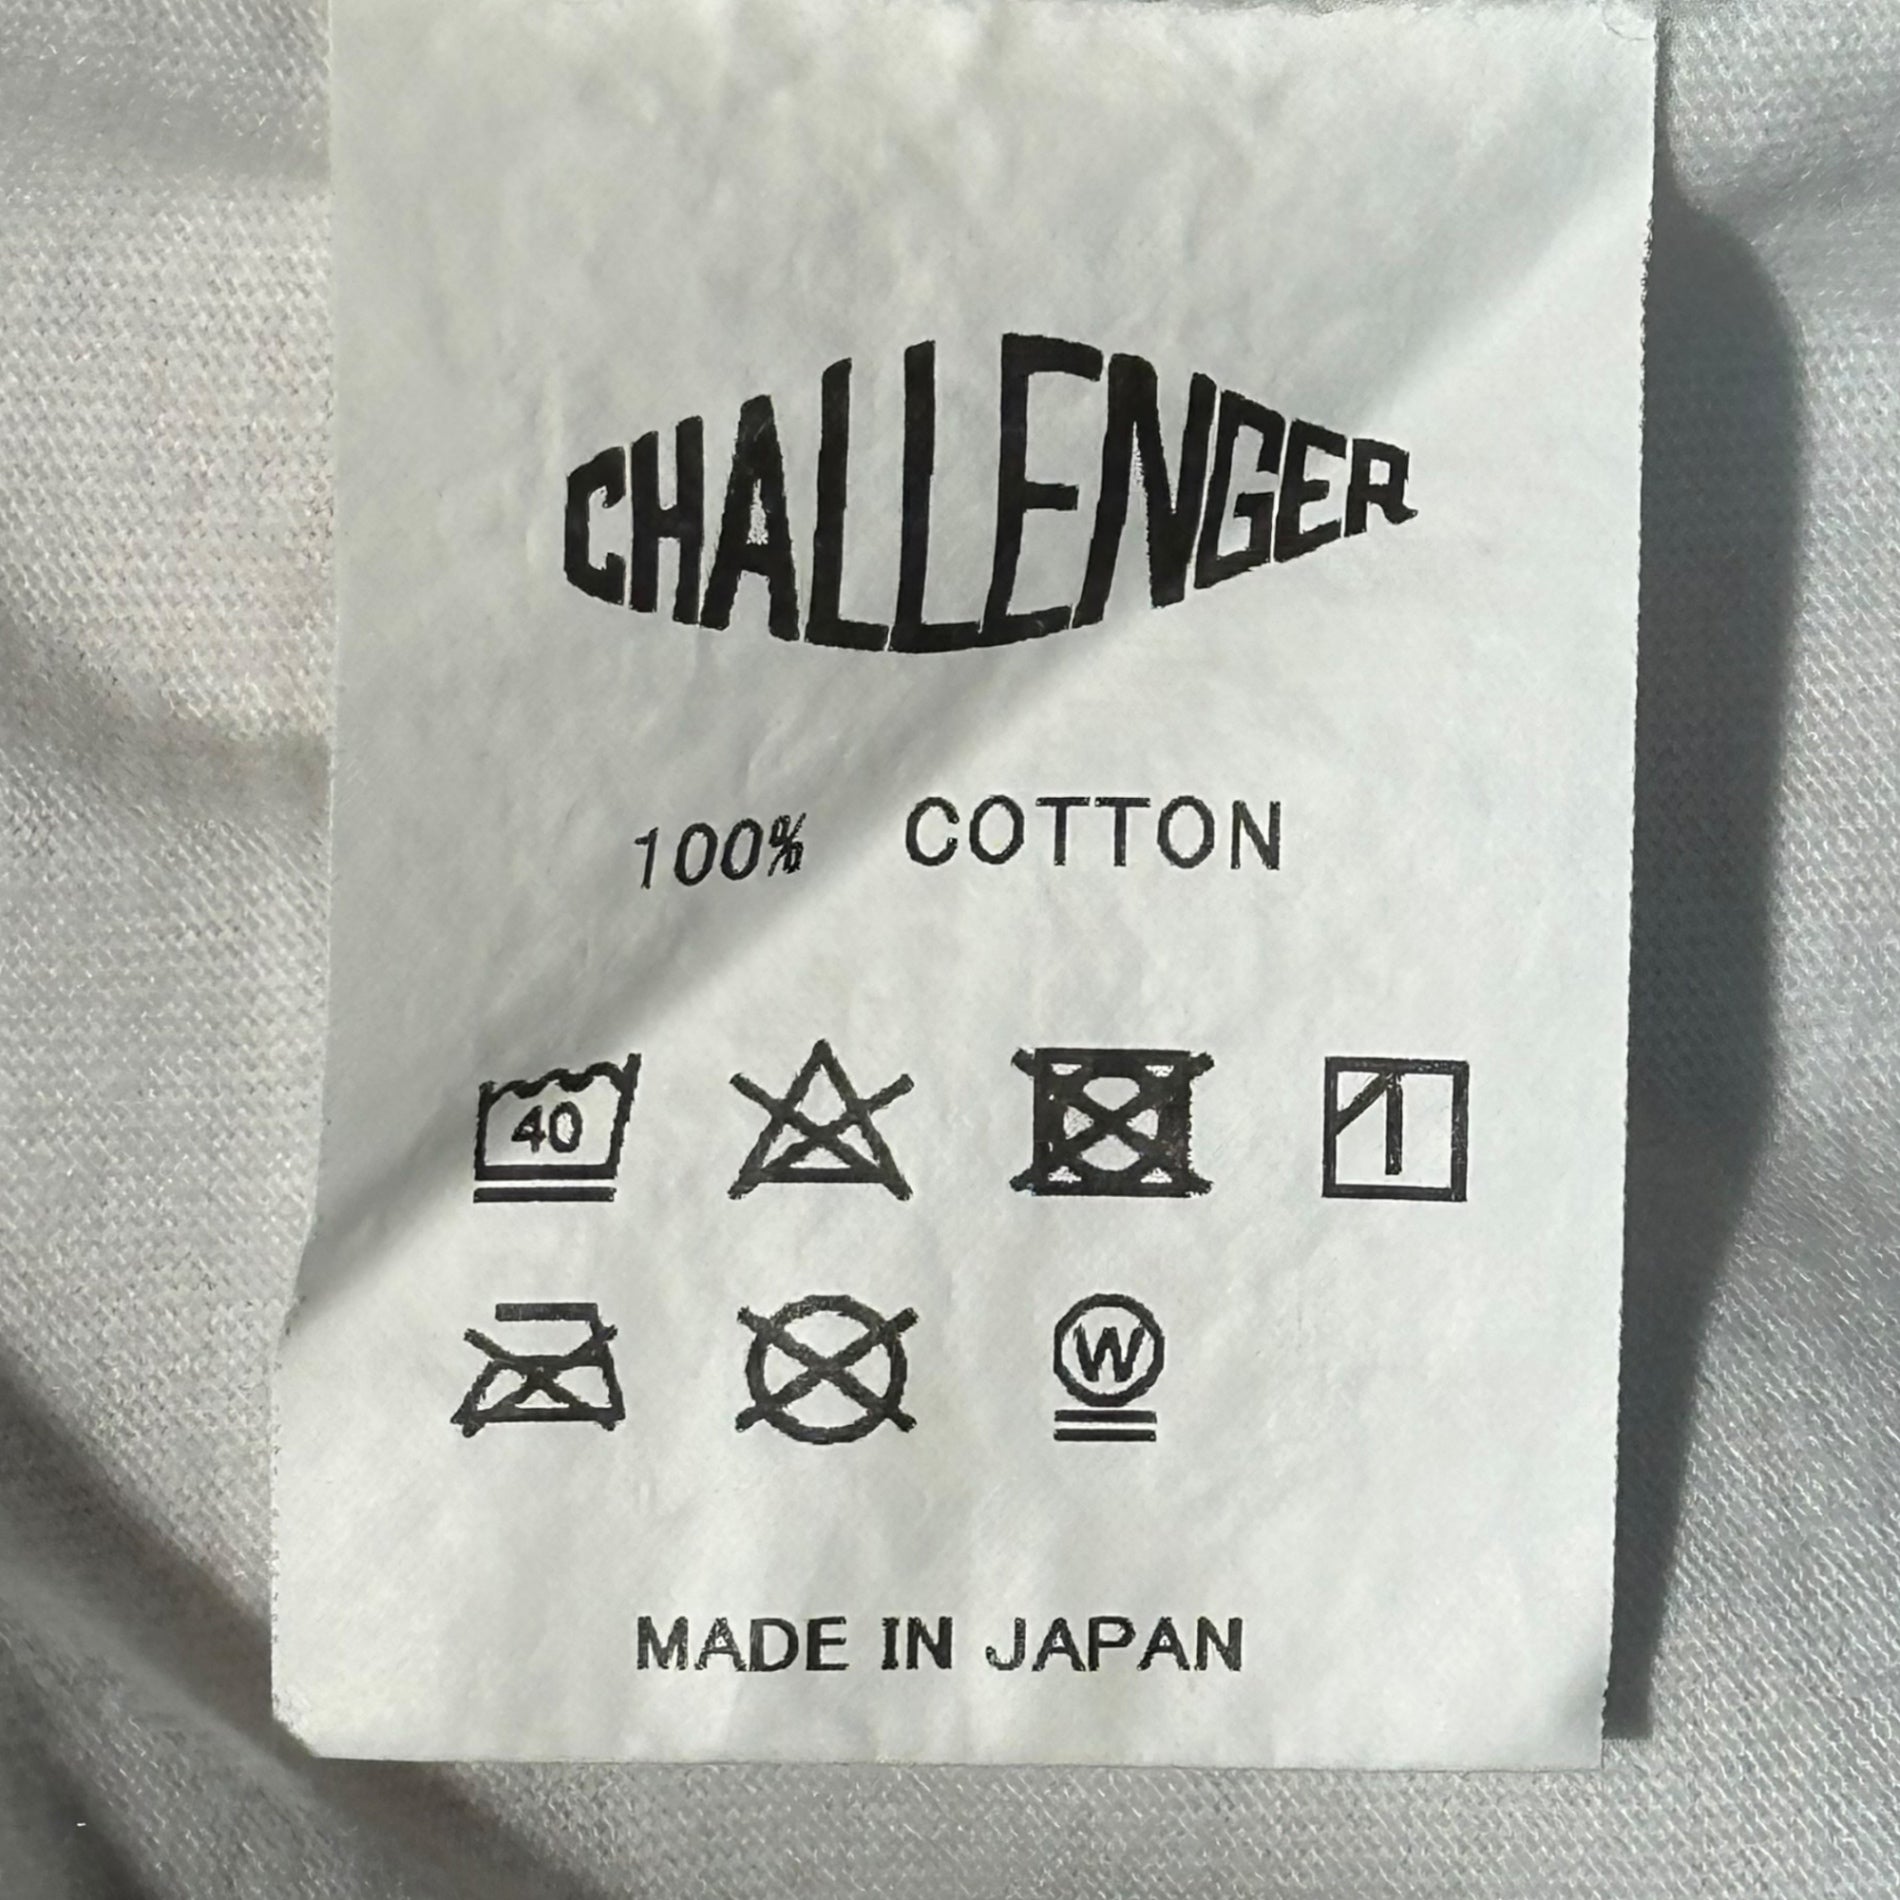 CHALLENGER
100% COTTON
40
W
MADE IN JAPAN